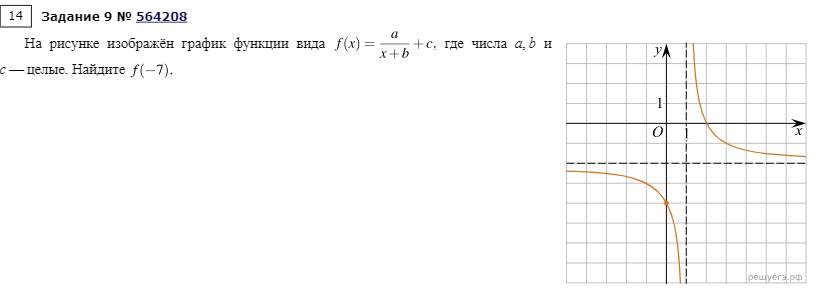 14 Задание 9 № 564208
На рисунке изображён график функции вида f(x) = a/(x+b) + c, где числа a, b и
c — целые. Найдите f(−7).
y
1
O 1 x
решуегэ.рф